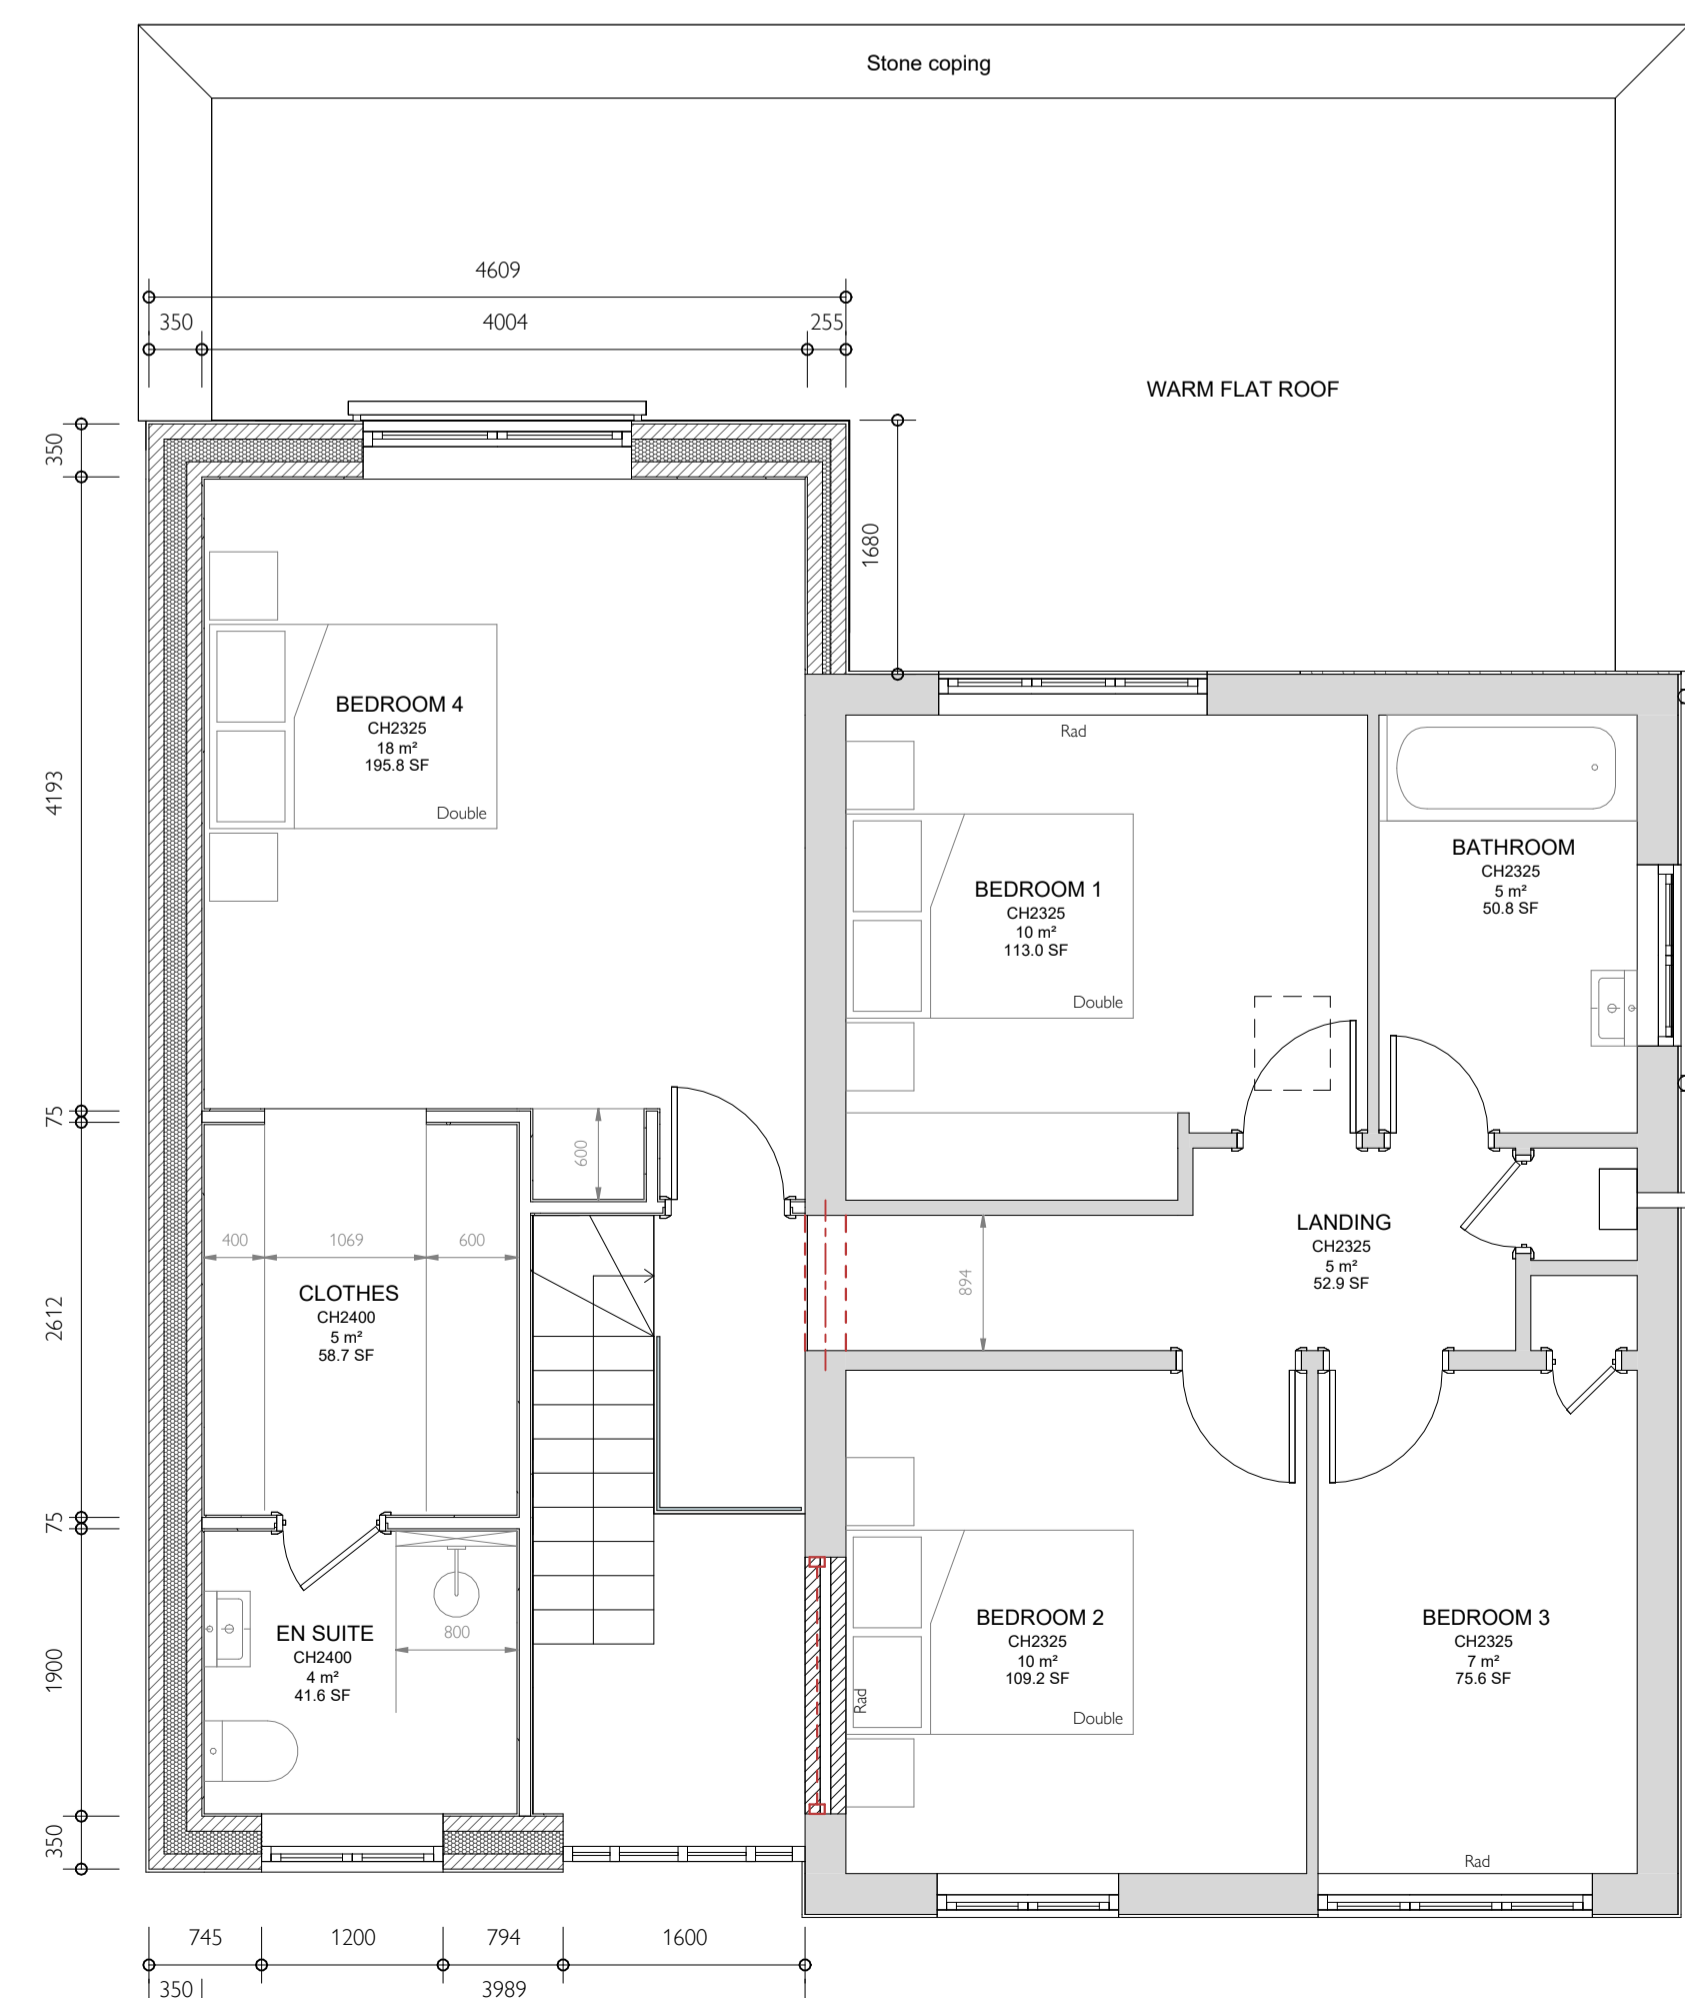 Stone coping
4609
350
4004
255
WARM FLAT ROOF
350
1680
4193
BEDROOM 4
CH2325
18 m²
195.8 SF
Double
Rad
BEDROOM 1
CH2325
10 m²
113.0 SF
Double
BATHROOM
CH2325
5 m²
50.8 SF
75
600
400
1069
600
894
LANDING
CH2325
5 m²
52.9 SF
CLOTHES
CH2400
5 m²
58.7 SF
2612
75
EN SUITE
CH2400
4 m²
41.6 SF
800
1900
BEDROOM 2
CH2325
10 m²
109.2 SF
Double
Rad
BEDROOM 3
CH2325
7 m²
75.6 SF
Rad
350
745
1200
794
1600
350
3989